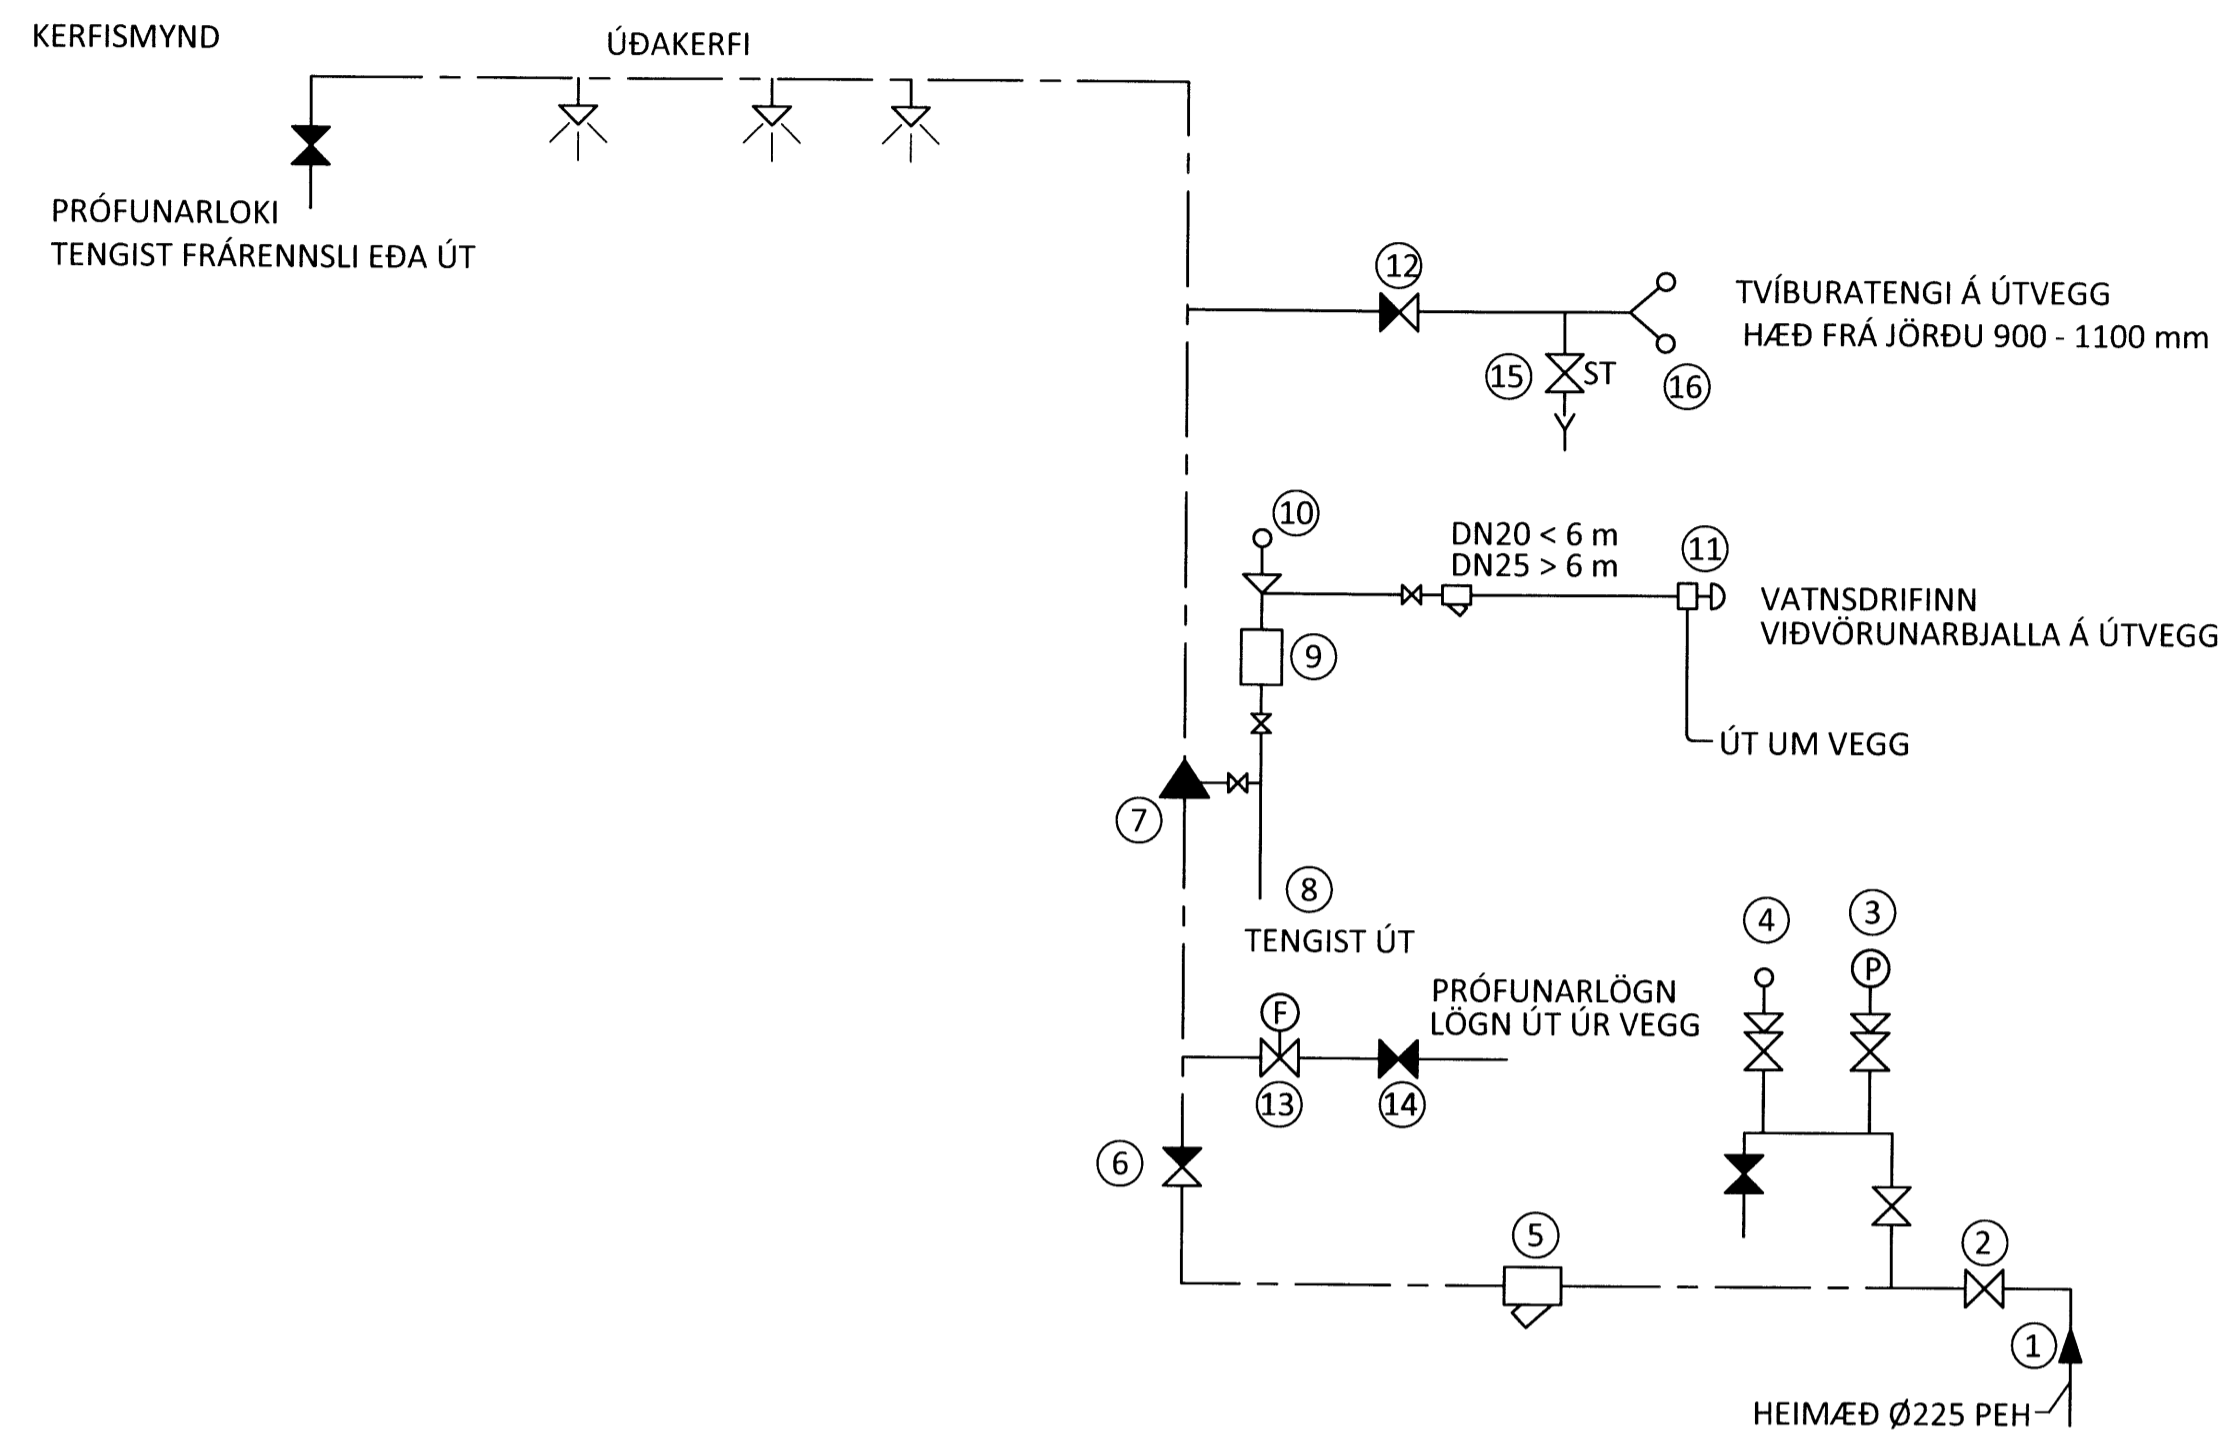 KERFISMYND
ÚÐAKERFI
PRÓFUNARLOKI
TENGIST FRÁRENNSLI EÐA ÚT
12
TVÍBURATENGI Á ÚTVEGG
HÆÐ FRÁ JÖRÐU 900 - 1100 mm
15
ST
16
10
DN20 < 6 m
DN25 > 6 m
11
VATNSDRIFINN
VIÐVÖRUNARBJALLA Á ÚTVEGG
9
ÚT UM VEGG
7
8
TENGIST ÚT
4
3
P
PRÓFUNARLÖGN
LÖGN ÚT ÚR VEGG
F
13
14
6
5
2
1
HEIMÆÐ Ø225 PEH